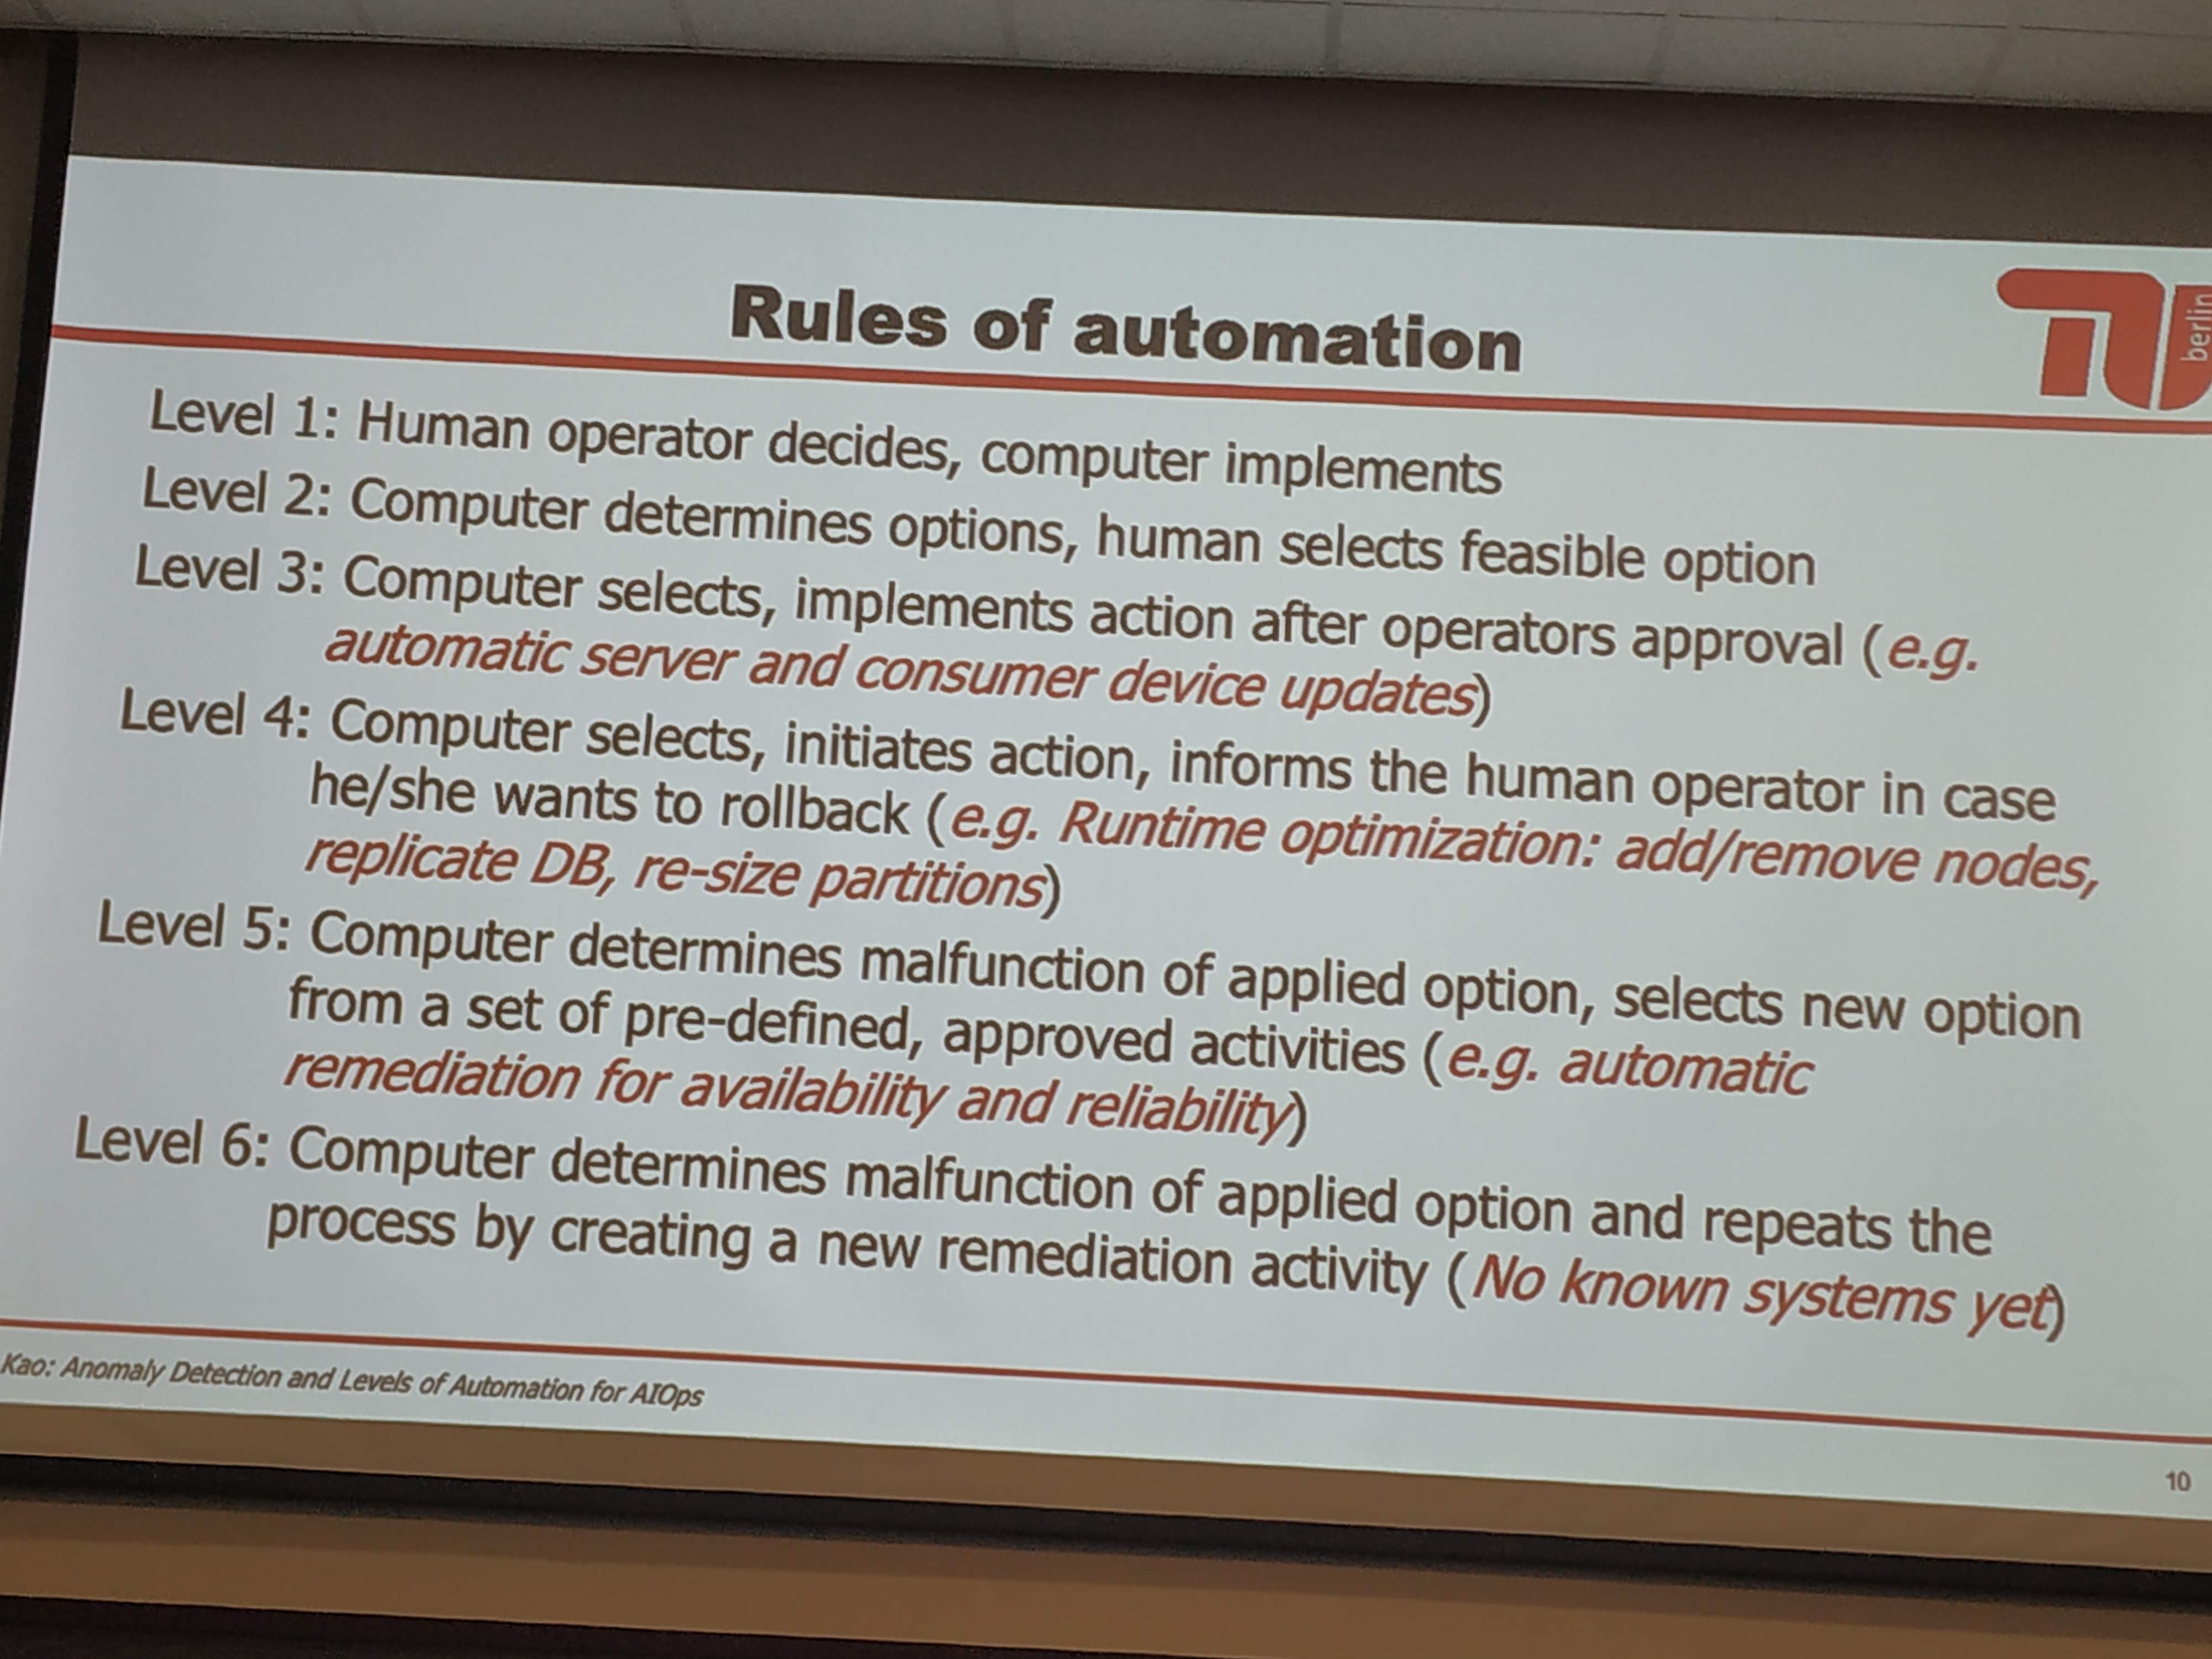 Rules of automation
berlin
Level 1: Human operator decides, computer implements
Level 2: Computer determines options, human selects feasible option
Level 3: Computer selects, implements action after operators approval (e.g.
automatic server and consumer device updates)
Level 4: Computer selects, initiates action, informs the human operator in case
he/she wants to rollback (e.g. Runtime optimization: add/remove nodes,
replicate DB, re-size partitions)
Level 5: Computer determines malfunction of applied option, selects new option
from a set of pre-defined, approved activities (e.g. automatic
remediation for availability and reliability)
Level 6: Computer determines malfunction of applied option and repeats the
process by creating a new remediation activity (No known systems yet)
Kao: Anomaly Detection and Levels of Automation for AIOps
10